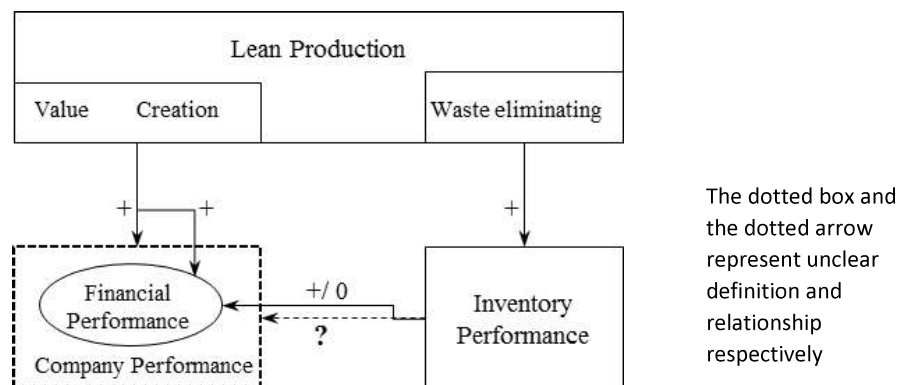 Lean Production
Value Creation
Waste eliminating
+ +
+
Financial
Performance
Company Performance
+/ 0
?
Inventory
Performance
The dotted box and
the dotted arrow
represent unclear
definition and
relationship
respectively